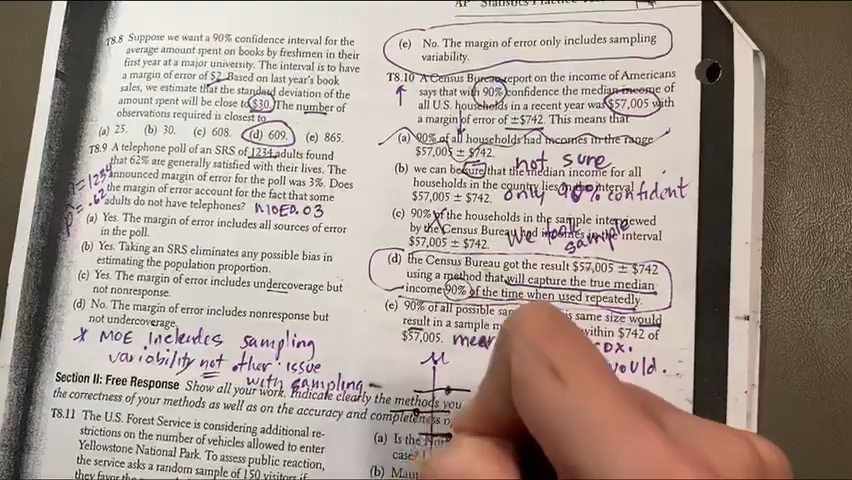 AP Statistics Practice
T8.8 Suppose we want a 90% confidence interval for the
average amount spent on books by freshmen in their
first year at a major university. The interval is to have
a margin of error of $2. Based on last year's book
sales, we estimate that the standard deviation of the
amount spent will be close to $30. The number of
observations required is closest to
(a) 25. (b) 30. (c) 608. (d) 609. (e) 865.
T8.9 A telephone poll of an SRS of 1234 adults found
that 62% are generally satisfied with their lives. The
announced margin of error for the poll was 3%. Does
the margin of error account for the fact that some
adults do not have telephones? MOE 0.03
= 1234
p̂ = .62
(a) Yes. The margin of error includes all sources of error
in the poll.
(b) Yes. Taking an SRS eliminates any possible bias in
estimating the population proportion.
(c) Yes. The margin of error includes undercoverage but
not nonresponse.
(d) No. The margin of error includes nonresponse but
not undercoverage.
* MOE Includes sampling
variability not other issue
with sampling
Section II: Free Response Show all your work. Indicate clearly the methods you
the correctness of your methods as well as on the accuracy and completeness o
T8.11 The U.S. Forest Service is considering additional re-
strictions on the number of vehicles allowed to enter
Yellowstone National Park. To assess public reaction,
the service asks a random sample of 150 visitors if
they favor the
(e) No. The margin of error only includes sampling
variability.
T8.10 A Census Bureau report on the income of Americans
says that with 90% confidence the median income of
all U.S. households in a recent year was $57,005 with
a margin of error of ±$742. This means that
(a) 90% of all households had incomes in the range
$57,005 ± $742.
not sure
(b) we can be sure that the median income for all
households in the country lies in the interval
$57,005 ± $742.
only 90% confident
(c) 90% of the households in the sample interviewed
by the Census Bureau had incomes in the interval
$57,005 ± $742.
We took sample
(d) the Census Bureau got the result $57,005 ± $742
using a method that will capture the true median
income 90% of the time when used repeatedly.
(e) 90% of all possible is same size would
result in a sample within $742 of
$57,005.
would.
(a) Is the
(b)